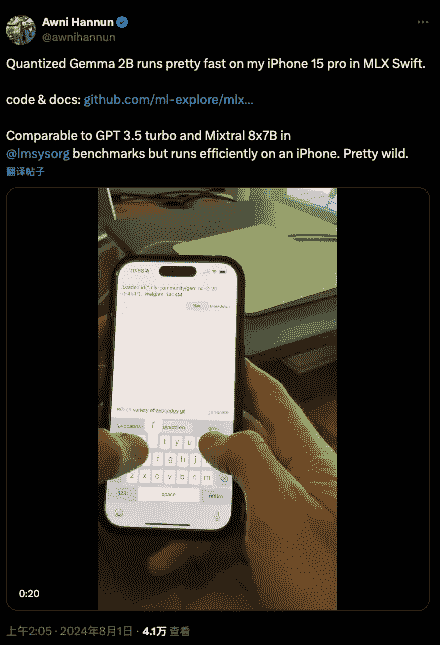 Awni Hannun
@awnihannun
Quantized Gemma 2B runs pretty fast on my iPhone 15 pro in MLX Swift.
code & docs: github.com/ml-explore/mlx...
Comparable to GPT 3.5 turbo and Mixtral 8x7B in
@lmsysorg benchmarks but runs efficiently on an iPhone. Pretty wild.
翻译帖子
t y u
f g h j
z x c v b n m
space
0:20
上午2:05 · 2024年8月1日 · 4.1万 查看